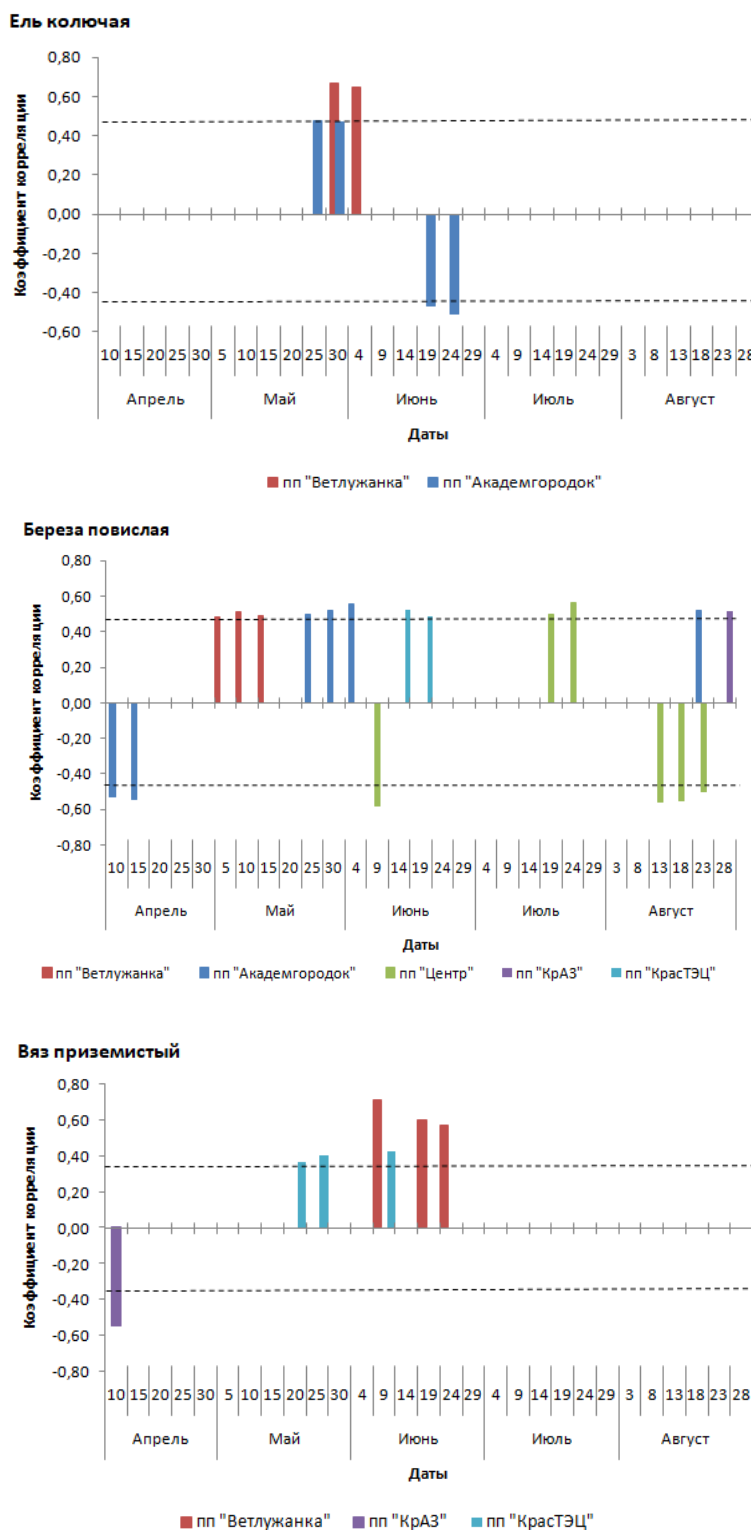 Ель колючая
Коэффициент корреляции
0,80
0,60
0,40
0,20
0,00
-0,20
-0,40
-0,60
10 15 20 25 30 5 10 15 20 25 30 4 9 14 19 24 29 4 9 14 19 24 29 3 8 13 18 23 28
Апрель Май Июнь Июль Август
Даты
пп "Ветлужанка" пп "Академгородок"
Береза повислая
Коэффициент корреляции
0,80
0,60
0,40
0,20
0,00
-0,20
-0,40
-0,60
-0,80
10 15 20 25 30 5 10 15 20 25 30 4 9 14 19 24 29 4 9 14 19 24 29 3 8 13 18 23 28
Апрель Май Июнь Июль Август
Даты
пп "Ветлужанка" пп "Академгородок" пп "Центр" пп "КрАЗ" пп "КрасТЭЦ"
Вяз приземистый
Коэффициент корреляции
0,80
0,60
0,40
0,20
0,00
-0,20
-0,40
-0,60
-0,80
10 15 20 25 30 5 10 15 20 25 30 4 9 14 19 24 29 4 9 14 19 24 29 3 8 13 18 23 28
Апрель Май Июнь Июль Август
Даты
пп "Ветлужанка" пп "КрАЗ" пп "КрасТЭЦ"